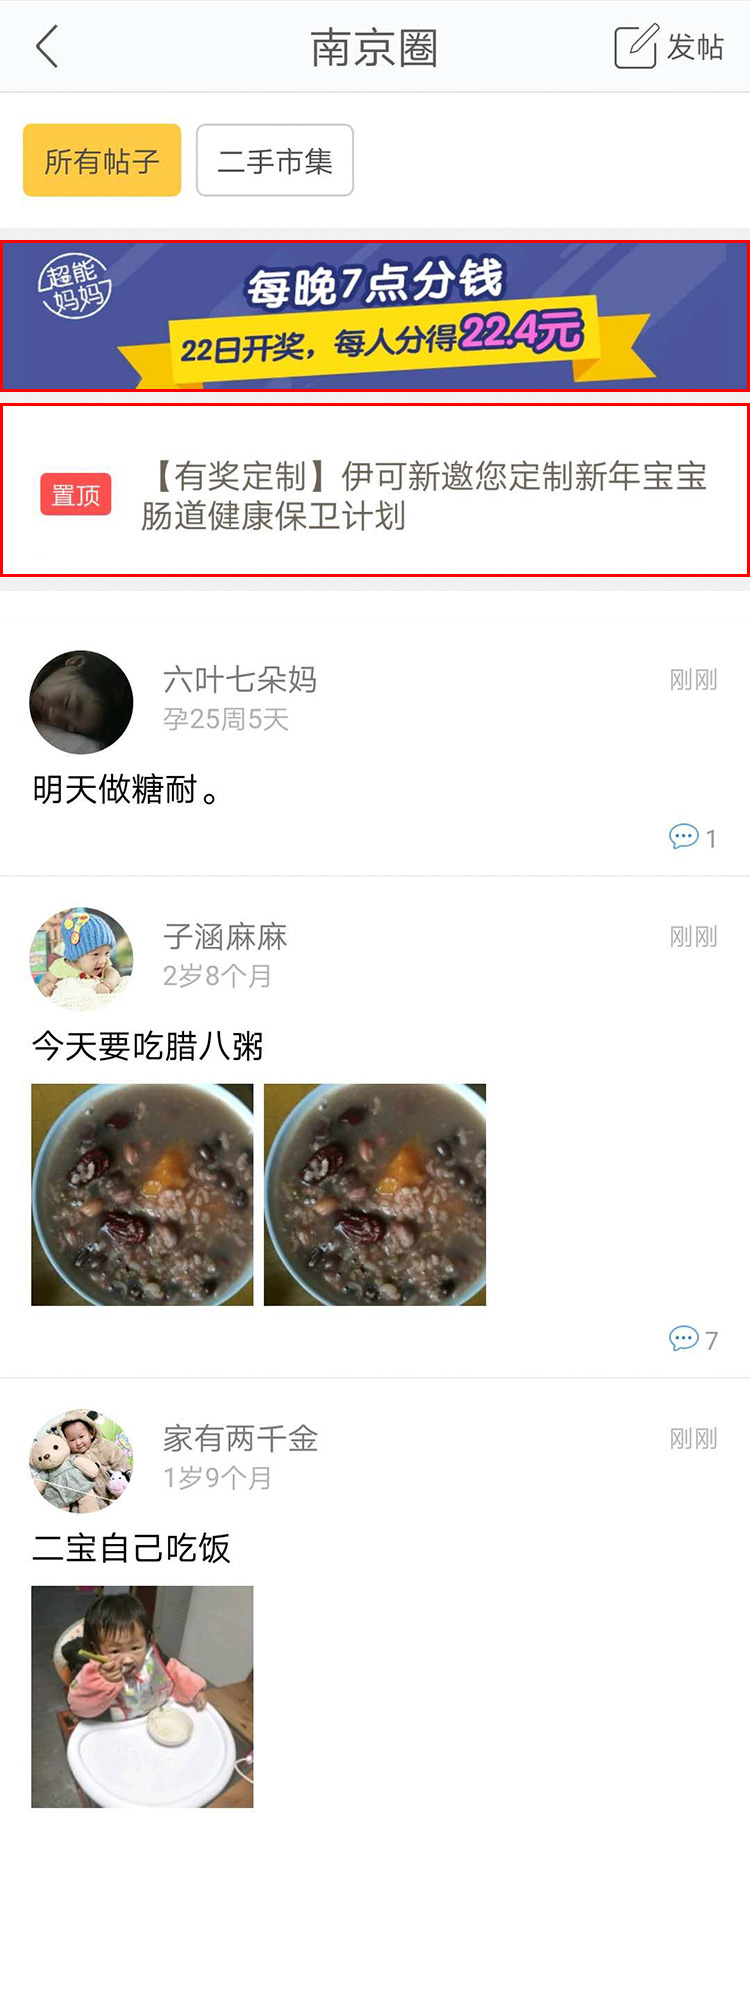 南京圈
发帖
所有帖子
二手市集
超能
妈妈
每晚7点分钱
22日开奖，每人分得22.4元
置顶
【有奖定制】伊可新邀您定制新年宝宝
肠道健康保卫计划
六叶七朵妈
刚刚
孕25周5天
明天做糖耐。
1
子涵麻麻
刚刚
2岁8个月
今天要吃腊八粥
7
家有两千金
刚刚
1岁9个月
二宝自己吃饭